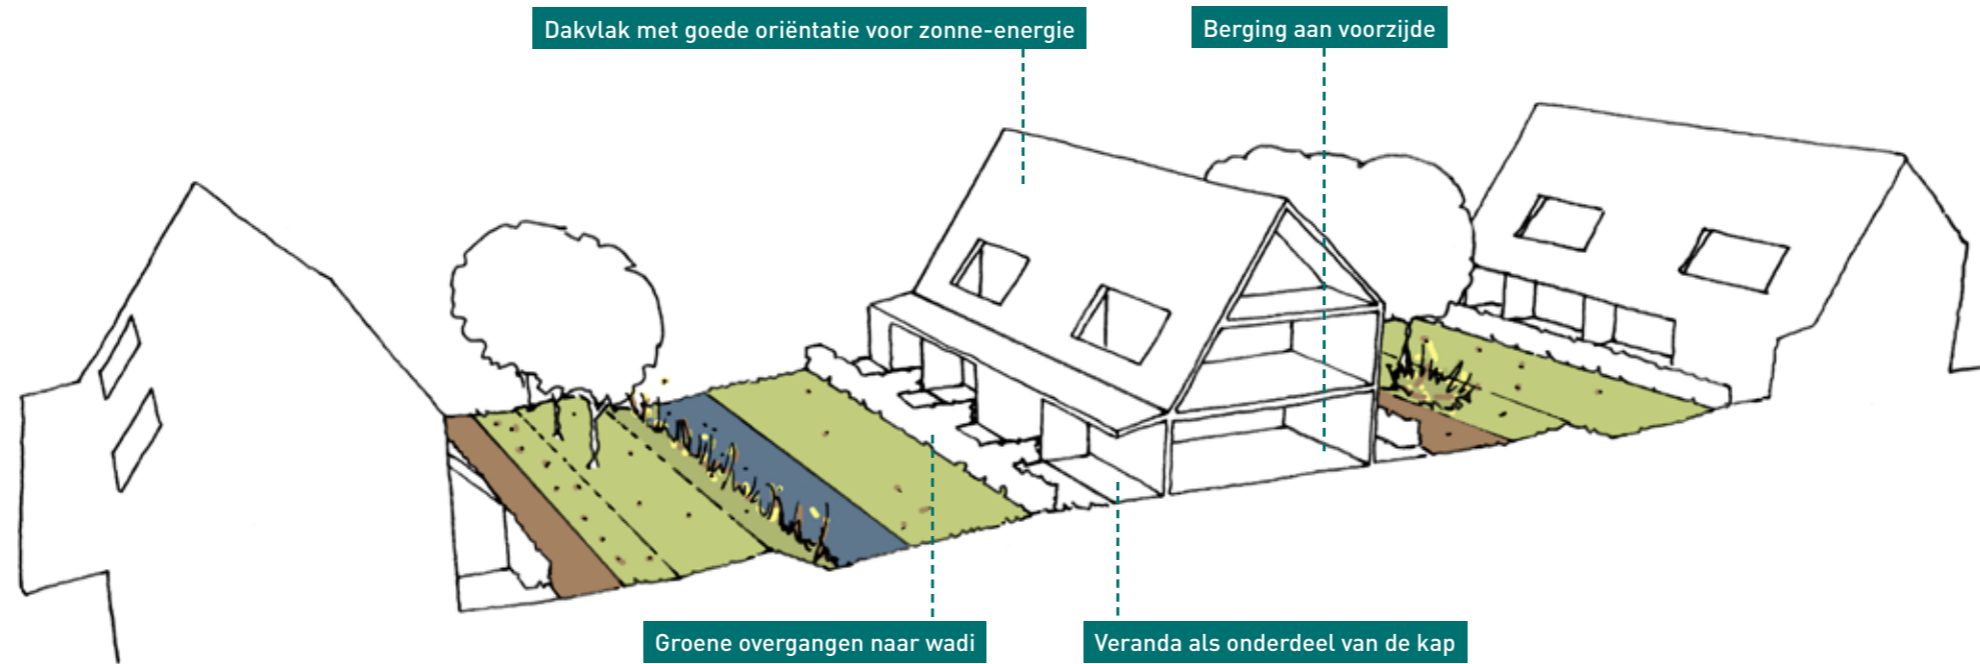 Dakvlak met goede oriëntatie voor zonne-energie
Berging aan voorzijde
Groene overgangen naar wadi
Veranda als onderdeel van de kap